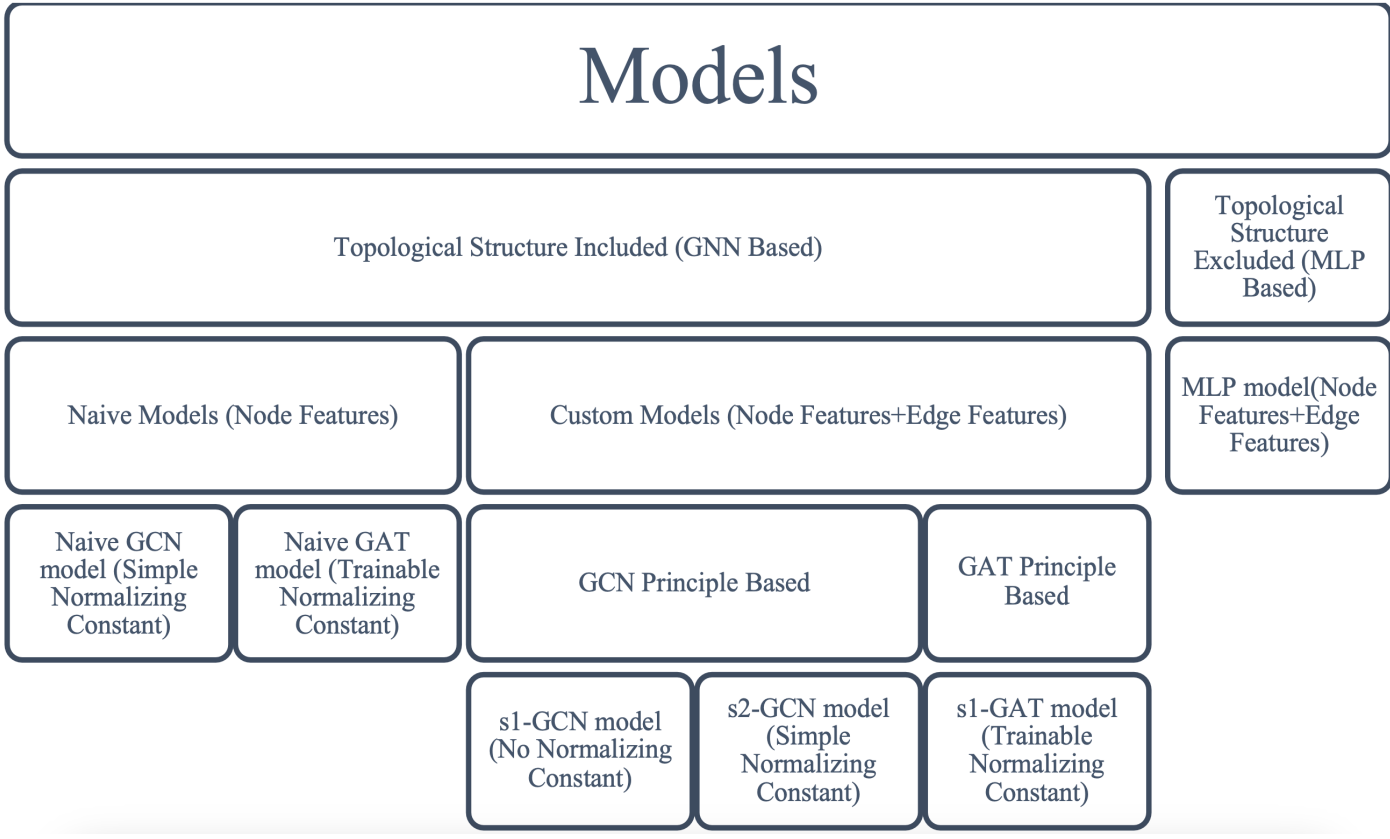 Models
Topological Structure Included (GNN Based)
Topological
Structure
Excluded (MLP
Based)
Naive Models (Node Features)
Custom Models (Node Features+Edge Features)
MLP model(Node
Features+Edge
Features)
Naive GCN
model (Simple
Normalizing
Constant)
Naive GAT
model (Trainable
Normalizing
Constant)
GCN Principle Based
GAT Principle
Based
s1-GCN model
(No Normalizing
Constant)
s2-GCN model
(Simple
Normalizing
Constant)
s1-GAT model
(Trainable
Normalizing
Constant)